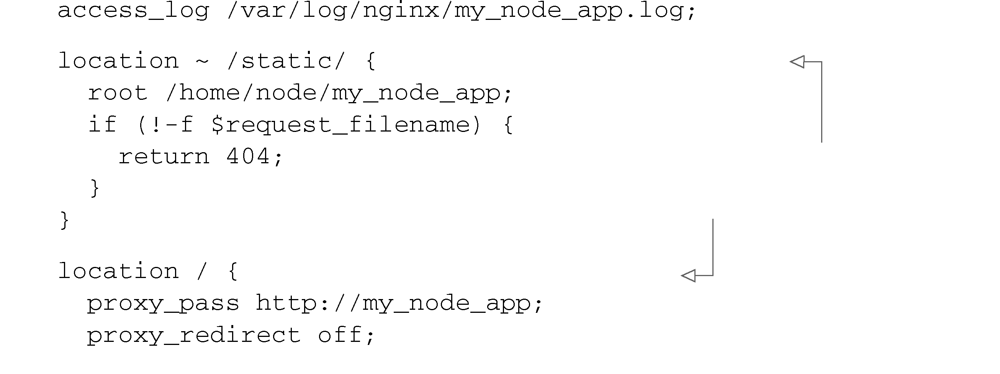 access_log /var/log/nginx/my_node_app.log;
location ~ /static/ {
root /home/node/my_node_app;
if (!-f $request_filename) {
return 404;
}
}
location / {
proxy_pass http://my_node_app;
proxy_redirect off;